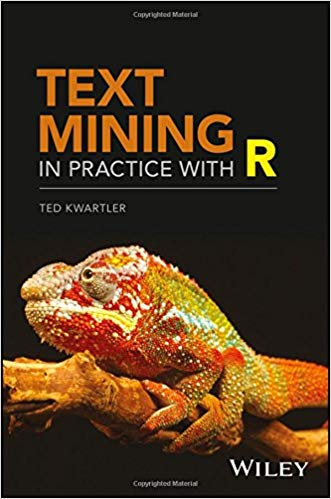 Copyrighted Material
TEXT
MINING
IN PRACTICE WITH R
TED KWARTLER
WILEY
Copyrighted Material